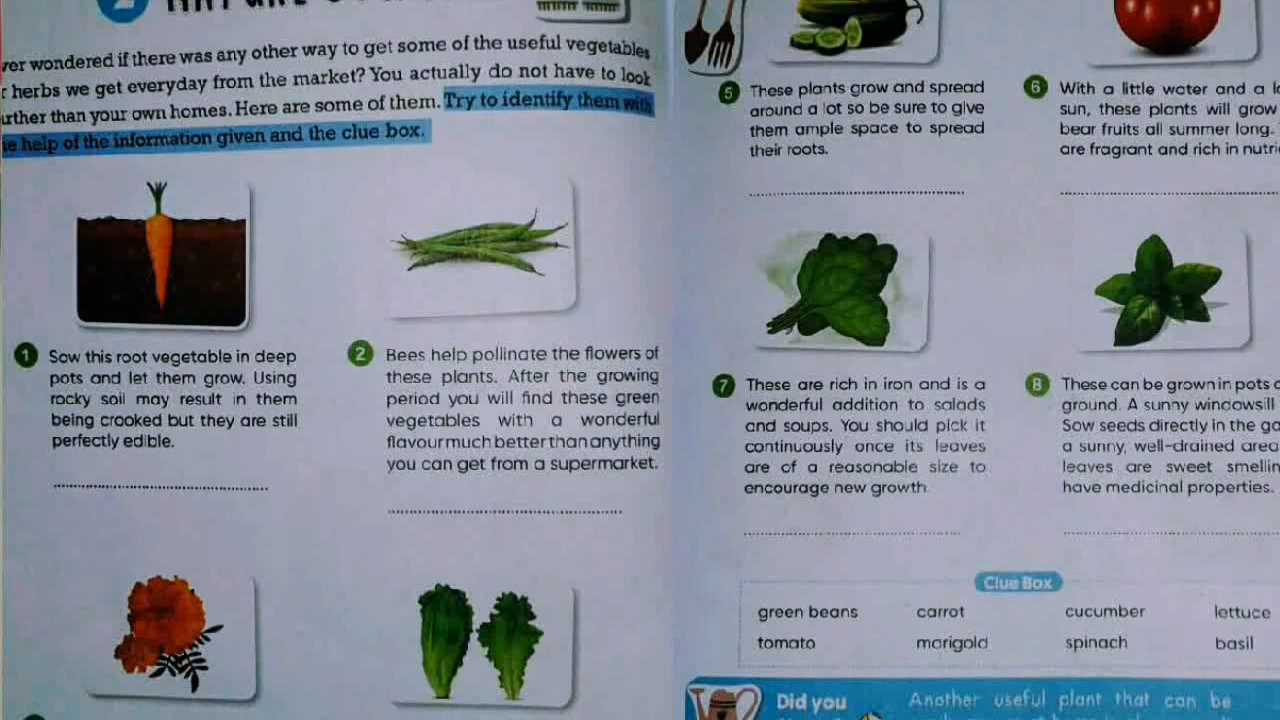 2
ver wondered if there was any other way to get some of the useful vegetables
r herbs we get everyday from the market? You actually do not have to look
urther than your own homes. Here are some of them. Try to identify them with
e help of the information given and the clue box.
1 Sow this root vegetable in deep
pots and let them grow. Using
rocky soil may result in them
being crooked but they are still
perfectly edible.
2 Bees help pollinate the flowers of
these plants. After the growing
period you will find these green
vegetables with a wonderful
flavour much better than anything
you can get from a supermarket.
5 These plants grow and spread
around a lot so be sure to give
them ample space to spread
their roots.
6 With a little water and a l
sun, these plants will grow
bear fruits all summer long.
are fragrant and rich in nutri
7 These are rich in iron and is a
wonderful addition to salads
and soups. You should pick it
continuously once its leaves
are of a reasonable size to
encourage new growth.
8 These can be grown in pots o
ground. A sunny windowsill
Sow seeds directly in the ga
a sunny, well-drained area
leaves are sweet smellin
have medicinal properties.
Clue Box
green beans carrot cucumber lettuce
tomato marigold spinach basil
Did you
Another useful plant that can be